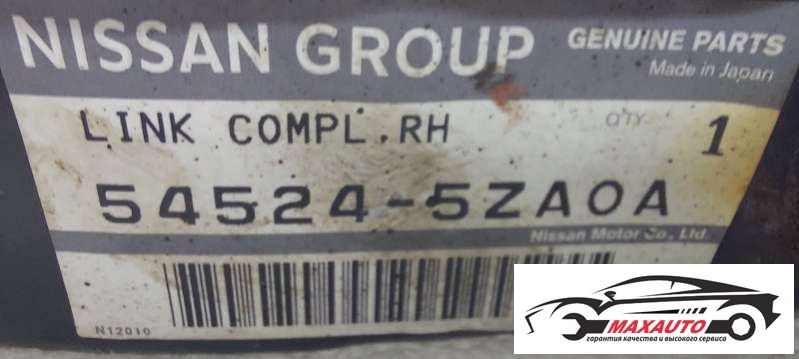 NISSAN GROUP
GENUINE PARTS
Made in Japan
LINK COMPL,RH
Q'TY
1
54524-5ZA0A
Nissan Motor Co., Ltd.
N12010
MAXAUTO
гарантия качества и высокого сервиса